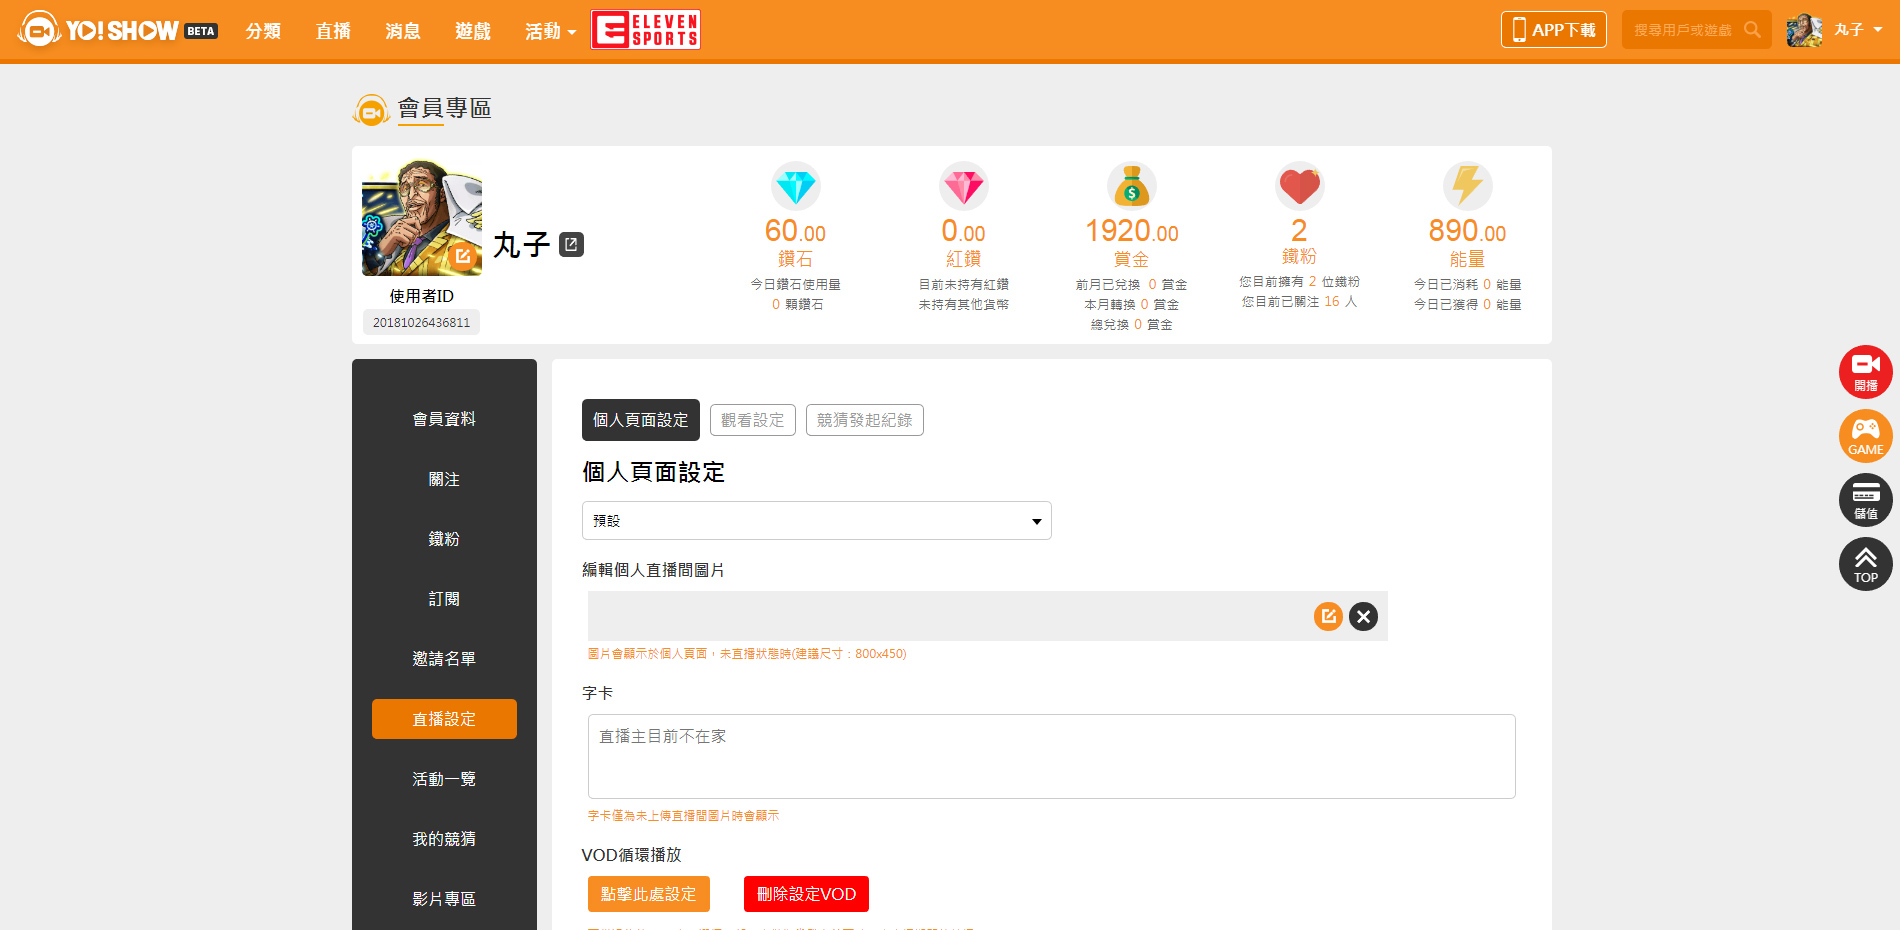 YO!SHOW BETA 分類 直播 消息 遊戲 活動 ELEVEN SPORTS APP下載 搜尋用戶或遊戲 丸子
會員專區
丸子
使用者ID
20181026436811
60.00
鑽石
今日鑽石使用量
0 顆鑽石
0.00
紅鑽
目前未持有紅鑽
未持有其他貨幣
1920.00
賞金
前月已兌換 0 賞金
本月轉換 0 賞金
總兌換 0 賞金
2
鐵粉
您目前擁有 2 位鐵粉
您目前已關注 16 人
890.00
能量
今日已消耗 0 能量
今日已獲得 0 能量
會員資料
關注
鐵粉
訂閱
邀請名單
直播設定
活動一覽
我的競猜
影片專區
個人頁面設定 觀看設定 競猜發起紀錄
個人頁面設定
預設
編輯個人直播間圖片
圖片會顯示於個人頁面，未直播狀態時(建議尺寸：800x450)
字卡
直播主目前不在家
字卡僅為未上傳直播間圖片時會顯示
VOD循環播放
點擊此處設定 刪除設定VOD
開播
GAME
儲值
TOP